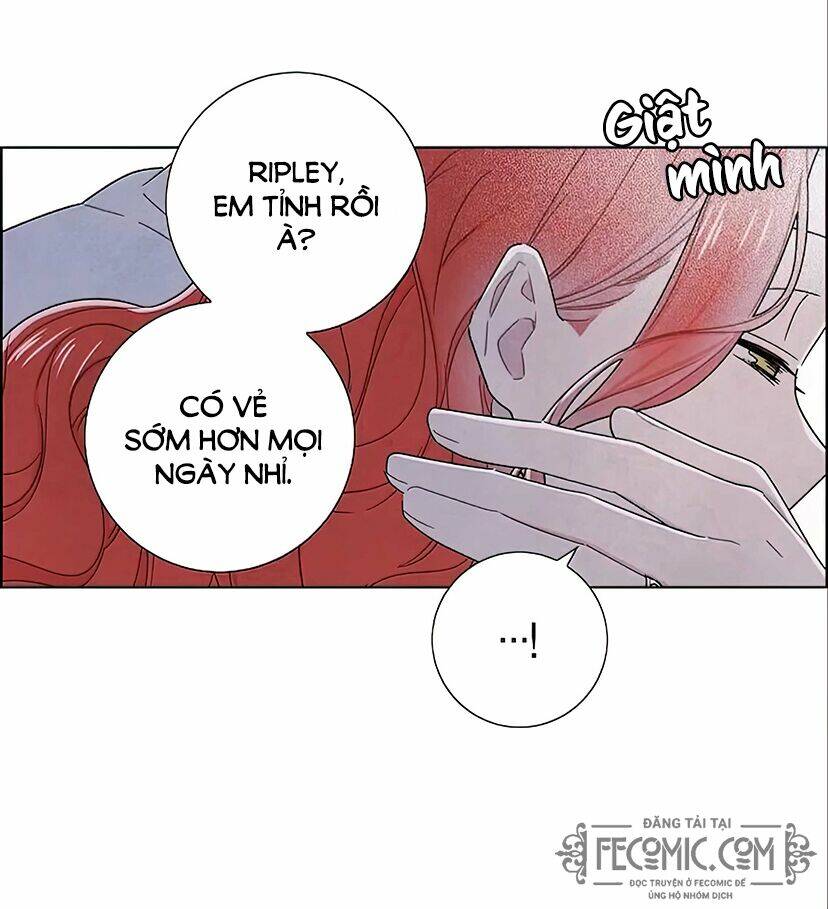 Giật
mình
RIPLEY,
EM TỈNH RỒI
À?
CÓ VẺ
SỚM HƠN MỌI
NGÀY NHỈ.
...!
ĐĂNG TẢI TẠI
FECOMIC.COM
ĐỌC TRUYỆN Ở FECOMIC ĐỂ
ỦNG HỘ NHÓM DỊCH